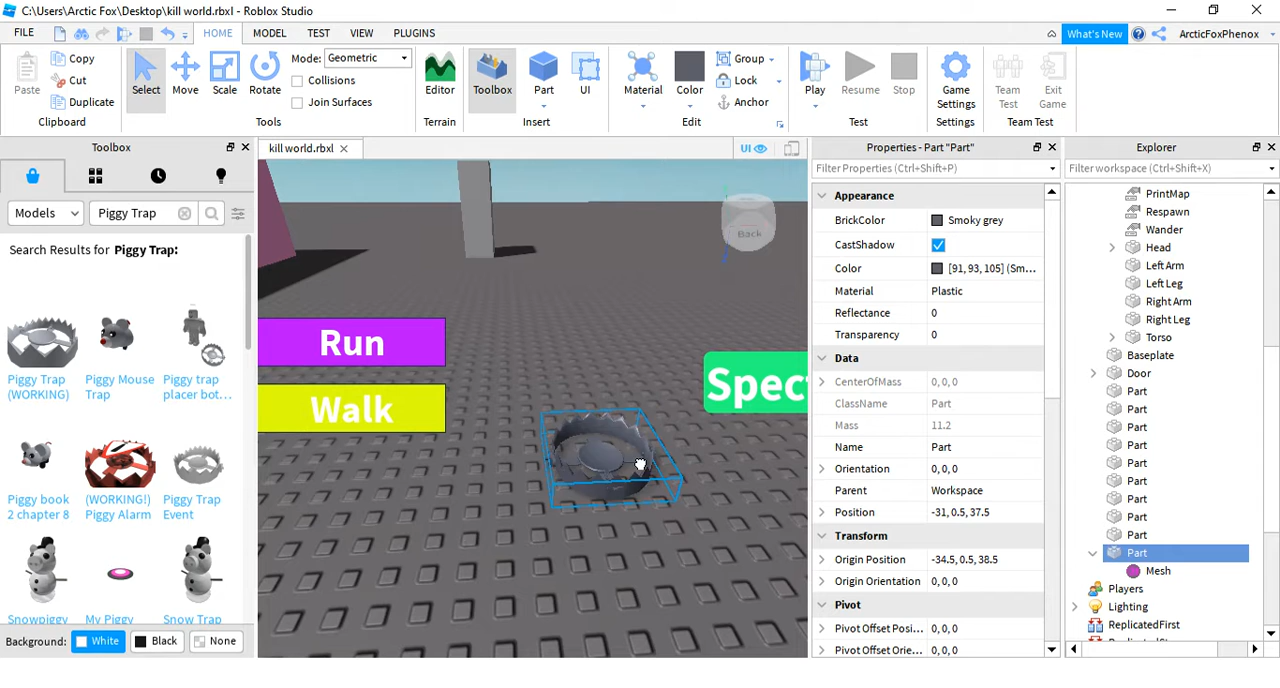 C:\Users\Arctic Fox\Desktop\kill world.rbxl - Roblox Studio
FILE HOME MODEL TEST VIEW PLUGINS What's New ArcticFoxPhenox
Paste Copy Cut Duplicate Clipboard
Select Move Scale Rotate Mode: Geometric Collisions Join Surfaces Tools
Editor Terrain
Toolbox Part UI Insert
Material Color Group Lock Anchor Edit
Play Resume Stop Test
Game Settings Settings
Team Test Exit Game Team Test
Toolbox
Models Piggy Trap
Search Results for Piggy Trap:
Piggy Trap (WORKING)
Piggy Mouse Trap
Piggy trap placer bot...
Piggy book 2 chapter 8
(WORKING!) Piggy Alarm
Piggy Trap Event
Snowpiggy
My Piggy
Snow Trap
Background: White Black None
kill world.rbxl
UI
Back
Run
Walk
Spect
Properties - Part "Part"
Filter Properties (Ctrl+Shift+P)
Appearance
BrickColor Smoky grey
CastShadow
Color [91, 93, 105] (Sm...
Material Plastic
Reflectance 0
Transparency 0
Data
CenterOfMass 0, 0, 0
ClassName Part
Mass 11.2
Name Part
Orientation 0, 0, 0
Parent Workspace
Position -31, 0.5, 37.5
Transform
Origin Position -34.5, 0.5, 38.5
Origin Orientation 0, 0, 0
Pivot
Pivot Offset Posi... 0, 0, 0
Pivot Offset Orie... 0, 0, 0
Explorer
Filter workspace (Ctrl+Shift+X)
PrintMap
Respawn
Wander
Head
Left Arm
Left Leg
Right Arm
Right Leg
Torso
Baseplate
Door
Part
Part
Part
Part
Part
Part
Part
Part
Part
Part
Mesh
Players
Lighting
ReplicatedFirst